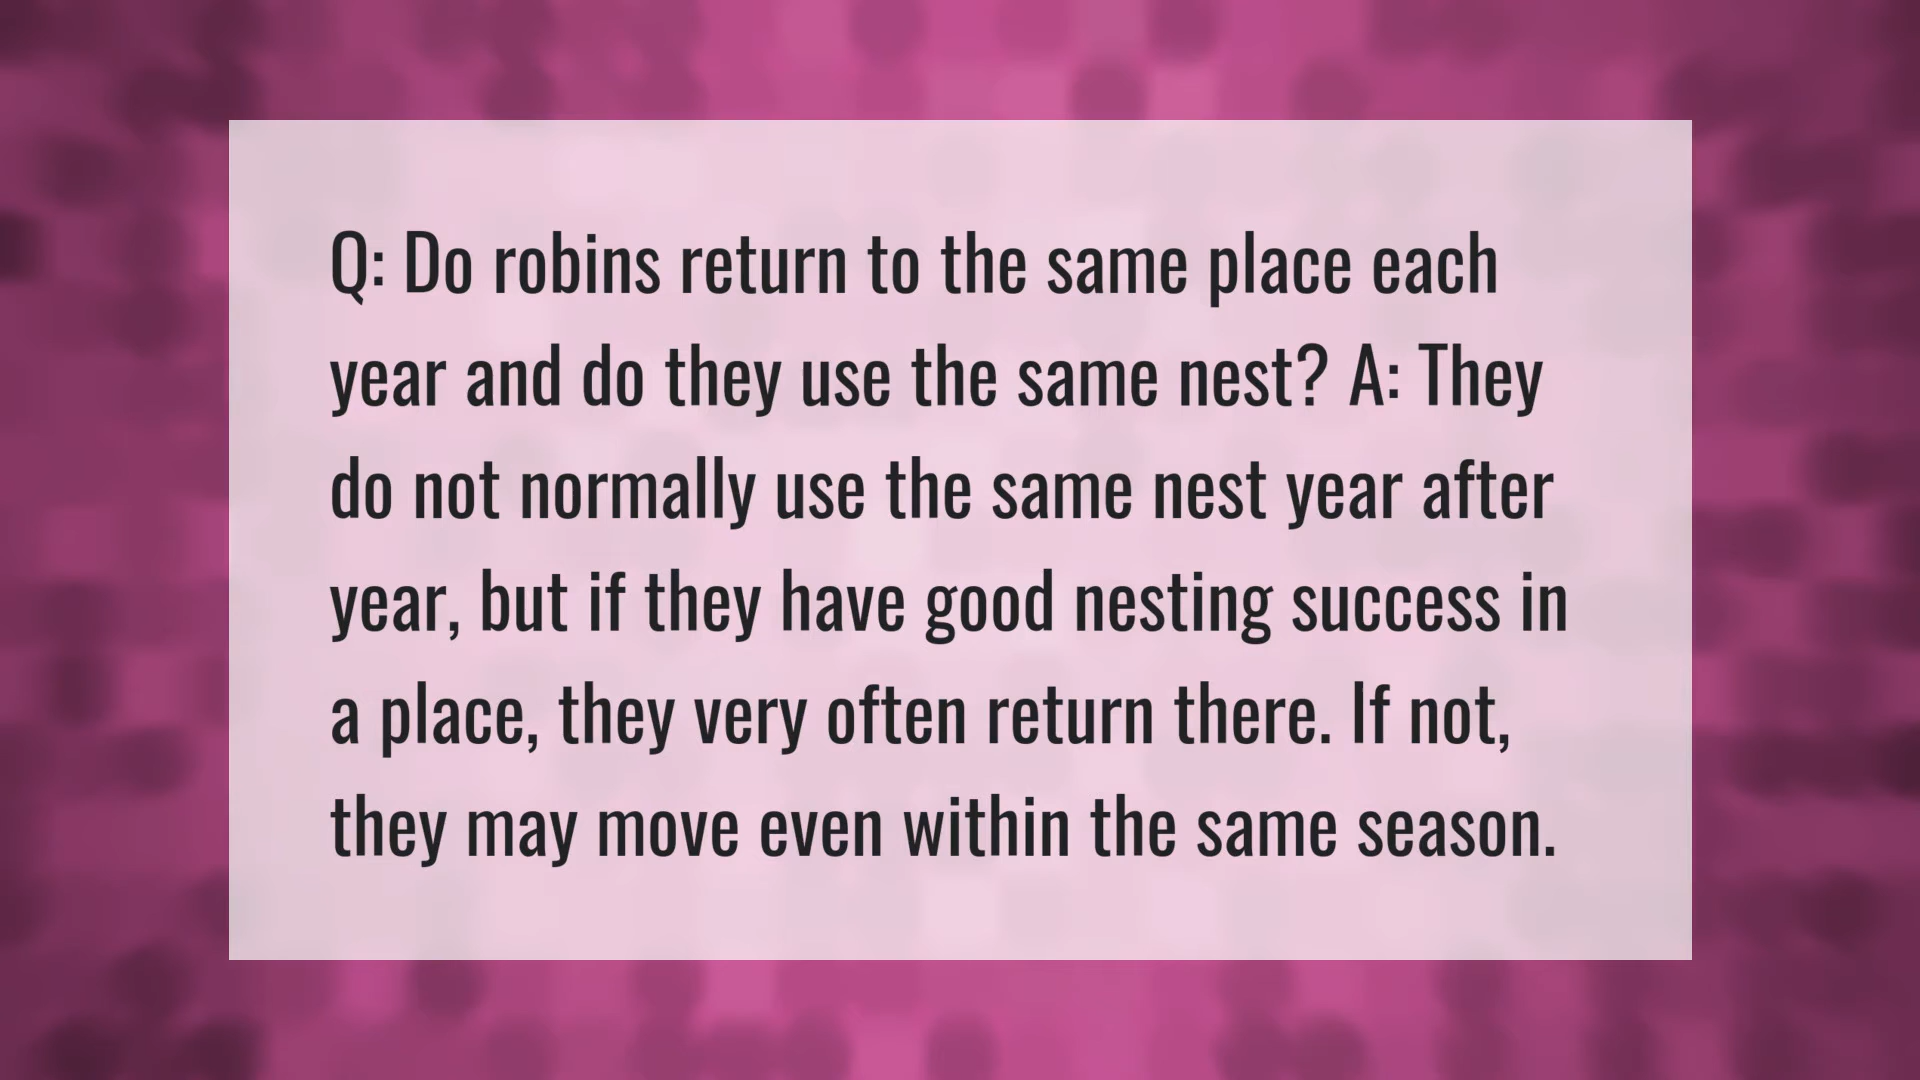 Q: Do robins return to the same place each
year and do they use the same nest? A: They
do not normally use the same nest year after
year, but if they have good nesting success in
a place, they very often return there. If not,
they may move even within the same season.